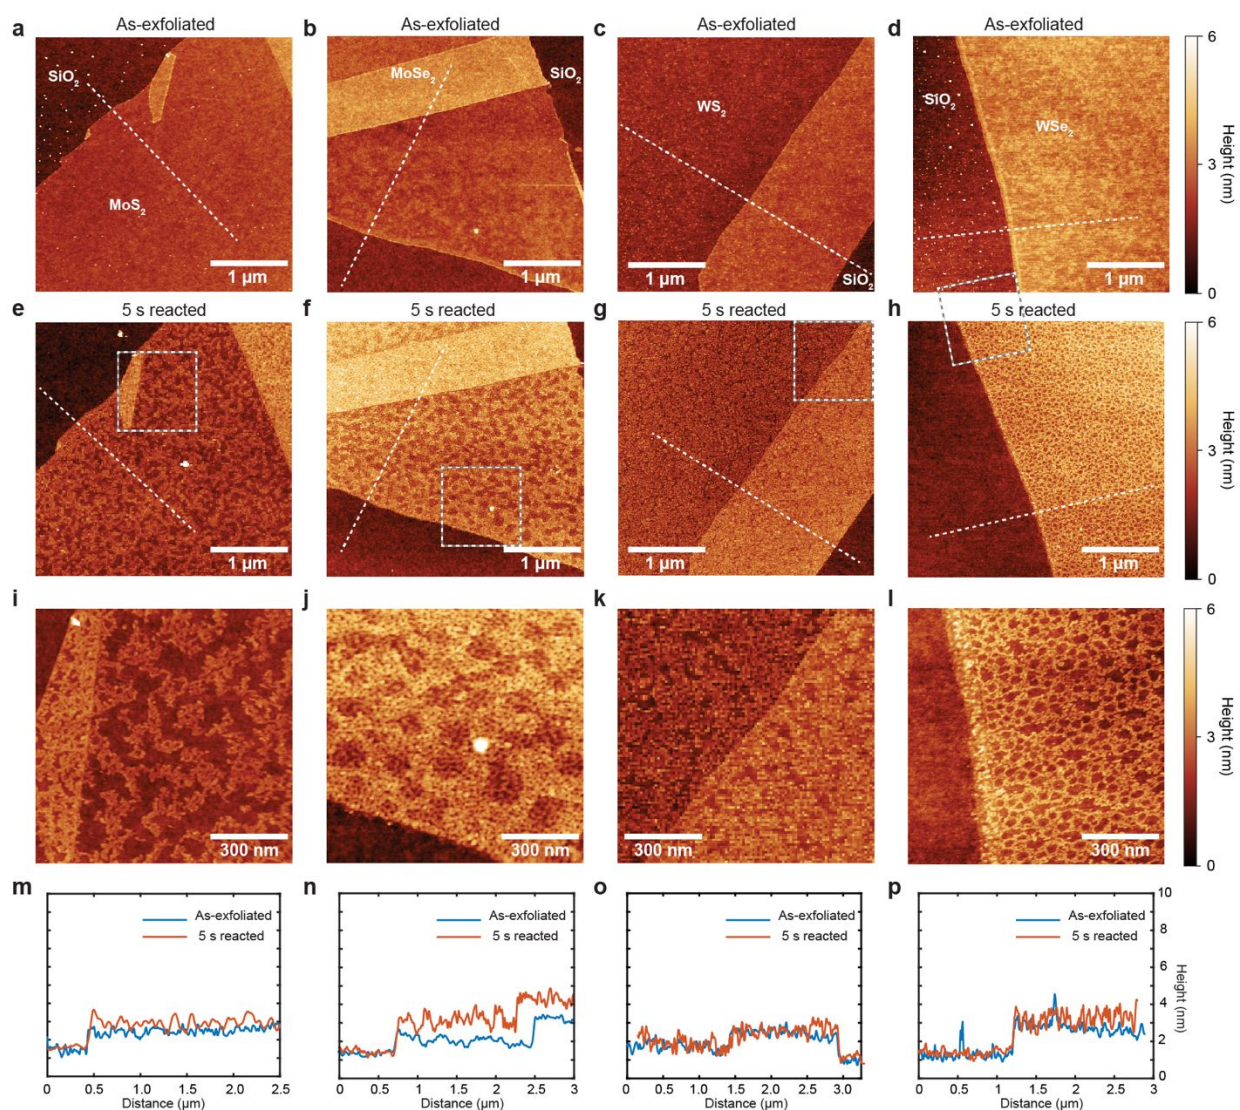 a
As-exfoliated
b
As-exfoliated
c
As-exfoliated
d
As-exfoliated
SiO2
MoS2
1 µm
MoSe2
SiO2
1 µm
WS2
SiO2
1 µm
SiO2
WSe2
1 µm
6
3
0
Height (nm)
e
5 s reacted
f
5 s reacted
g
5 s reacted
h
5 s reacted
1 µm
1 µm
1 µm
1 µm
6
3
0
Height (nm)
i
j
k
l
300 nm
300 nm
300 nm
300 nm
6
3
0
Height (nm)
m
As-exfoliated
5 s reacted
0 0.5 1.0 1.5 2.0 2.5
Distance (µm)
n
As-exfoliated
5 s reacted
0 0.5 1 1.5 2 2.5 3
Distance (µm)
o
As-exfoliated
5 s reacted
0 0.5 1.0 1.5 2.0 2.5 3.0
Distance (µm)
p
As-exfoliated
5 s reacted
0 0.5 1 1.5 2 2.5 3
Distance (µm)
10
8
6
4
2
0
Height (nm)